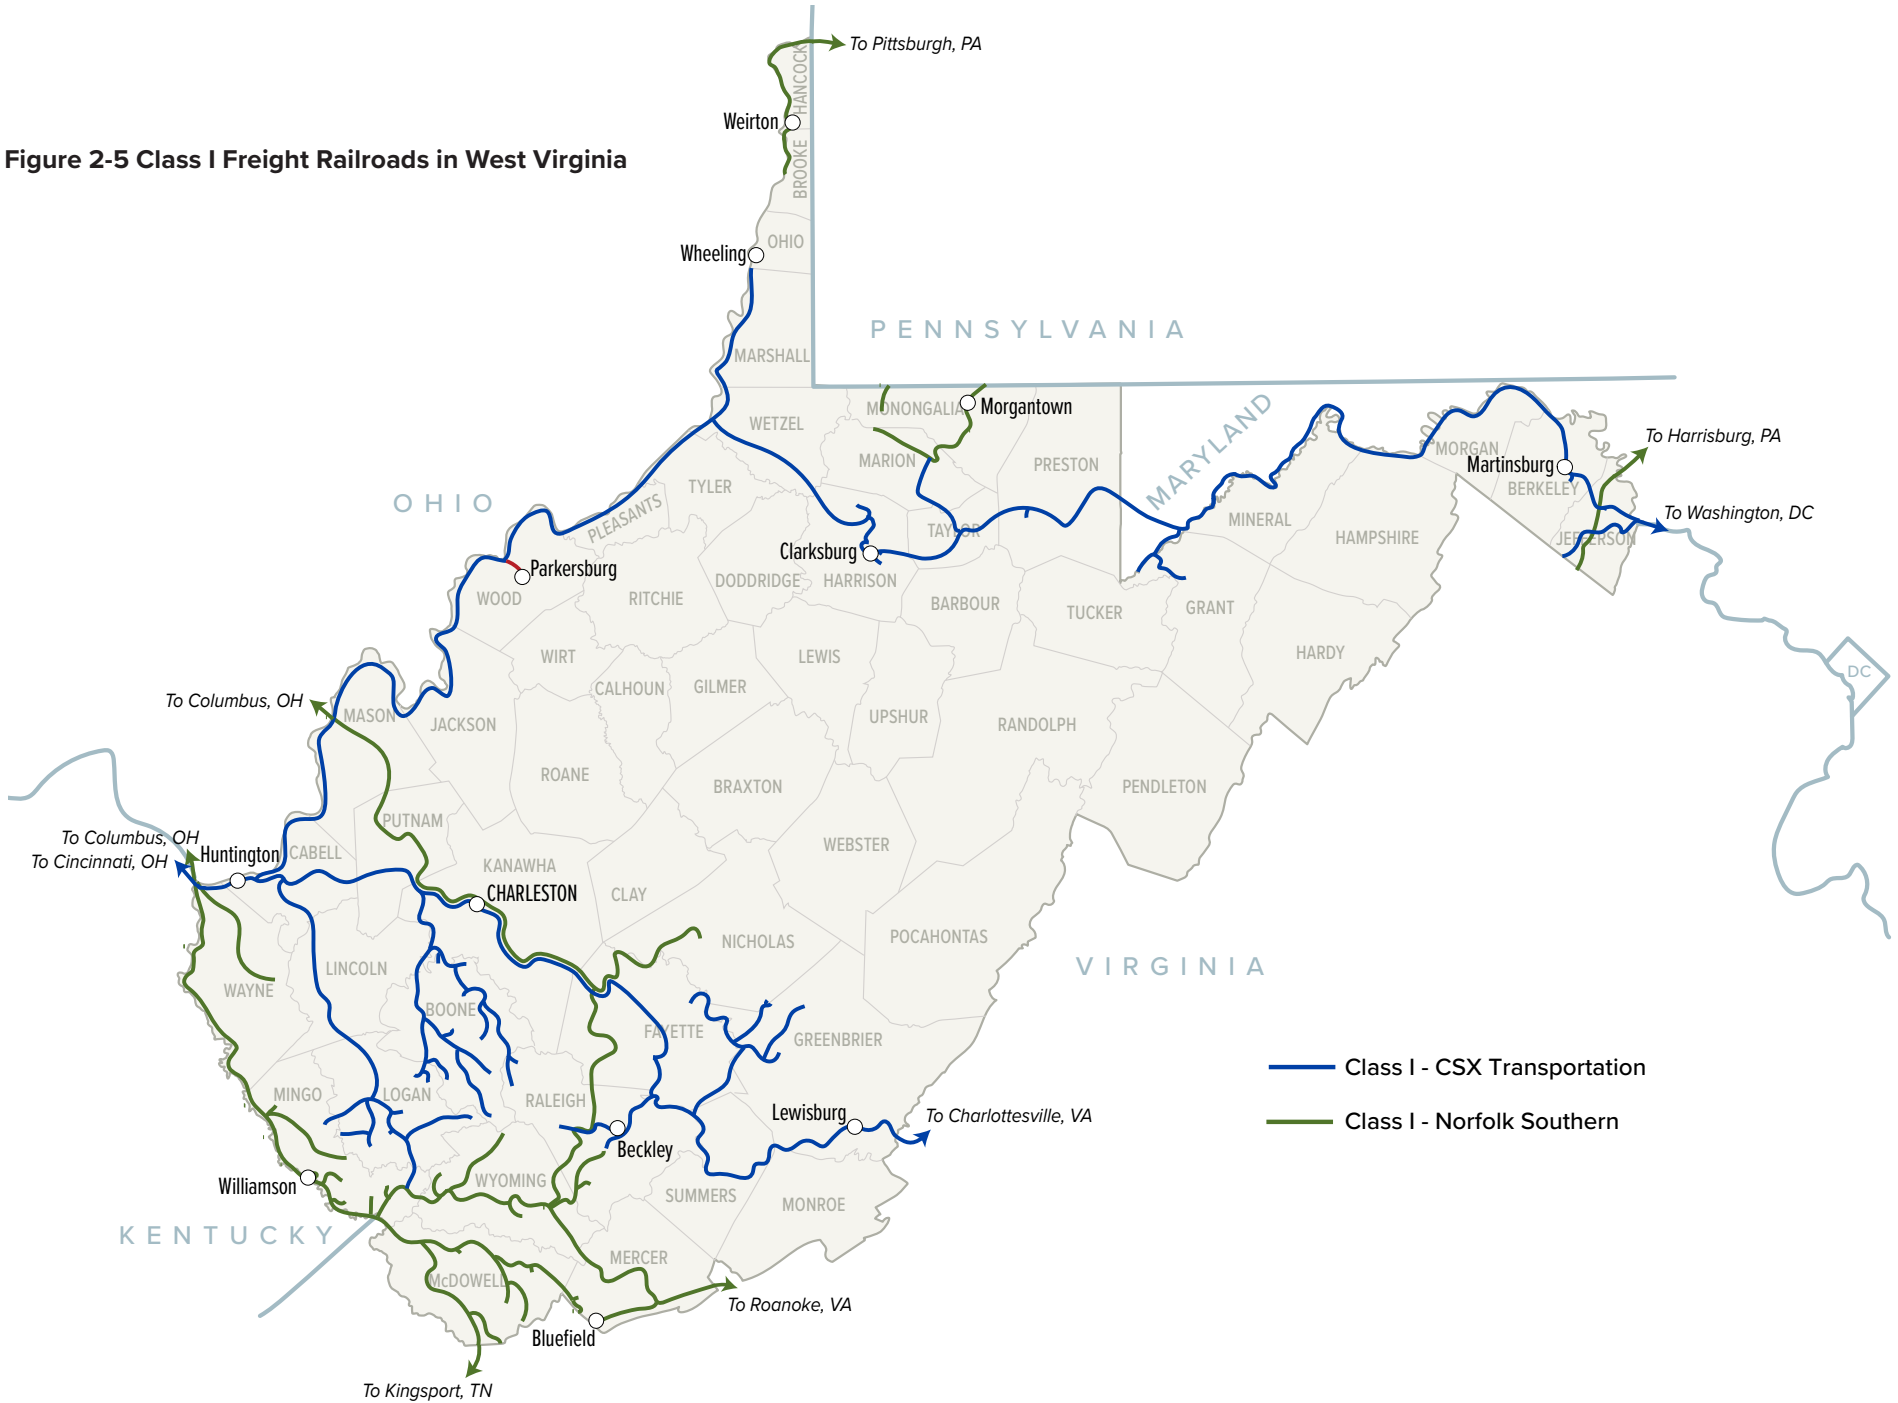 To Pittsburgh, PA
HANCOCK
Weirton
Figure 2-5 Class I Freight Railroads in West Virginia
BROOKE
OHIO
Wheeling
PENNSYLVANIA
MARSHALL
MONONGALIA
Morgantown
MARYLAND
WETZEL
MORGAN
To Harrisburg, PA
MARION
PRESTON
Martinsburg
BERKELEY
TYLER
OHIO
PLEASANTS
MINERAL
To Washington, DC
TAYLOR
HAMPSHIRE
JEFFERSON
Clarksburg
Parkersburg
DODDRIDGE
HARRISON
WOOD
RITCHIE
BARBOUR
TUCKER
GRANT
WIRT
LEWIS
HARDY
DC
CALHOUN
GILMER
To Columbus, OH
MASON
JACKSON
UPSHUR
RANDOLPH
ROANE
BRAXTON
PENDLETON
PUTNAM
To Columbus, OH
To Cincinnati, OH
Huntington
CABELL
WEBSTER
KANAWHA
CHARLESTON
CLAY
NICHOLAS
POCAHONTAS
VIRGINIA
LINCOLN
WAYNE
BOONE
FAYETTE
GREENBRIER
Class I - CSX Transportation
MINGO
LOGAN
RALEIGH
Lewisburg
To Charlottesville, VA
Class I - Norfolk Southern
Beckley
Williamson
WYOMING
SUMMERS
MONROE
KENTUCKY
MERCER
McDOWELL
To Roanoke, VA
Bluefield
To Kingsport, TN